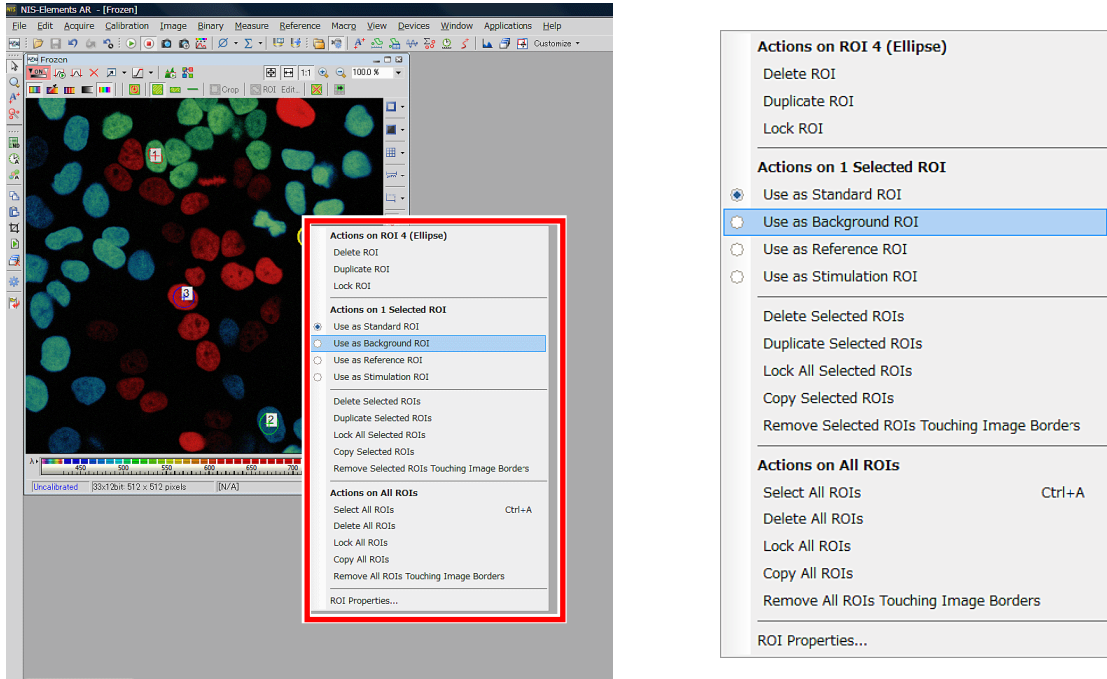 NIS-Elements AR - [Frozen]
File Edit Acquire Calibration Image Binary Measure Reference Macro View Devices Window Applications Help
Customize
Frozen
1:1 100.0 %
Crop ROI Edit...
1
3
2
450 500 550 600 650 700
Uncalibrated 33x12bit: 512 x 512 pixels [N/A]
Actions on ROI 4 (Ellipse)
Delete ROI
Duplicate ROI
Lock ROI
Actions on 1 Selected ROI
Use as Standard ROI
Use as Background ROI
Use as Reference ROI
Use as Stimulation ROI
Delete Selected ROIs
Duplicate Selected ROIs
Lock All Selected ROIs
Copy Selected ROIs
Remove Selected ROIs Touching Image Borders
Actions on All ROIs
Select All ROIs Ctrl+A
Delete All ROIs
Lock All ROIs
Copy All ROIs
Remove All ROIs Touching Image Borders
ROI Properties...
Actions on ROI 4 (Ellipse)
Delete ROI
Duplicate ROI
Lock ROI
Actions on 1 Selected ROI
Use as Standard ROI
Use as Background ROI
Use as Reference ROI
Use as Stimulation ROI
Delete Selected ROIs
Duplicate Selected ROIs
Lock All Selected ROIs
Copy Selected ROIs
Remove Selected ROIs Touching Image Borders
Actions on All ROIs
Select All ROIs Ctrl+A
Delete All ROIs
Lock All ROIs
Copy All ROIs
Remove All ROIs Touching Image Borders
ROI Properties...